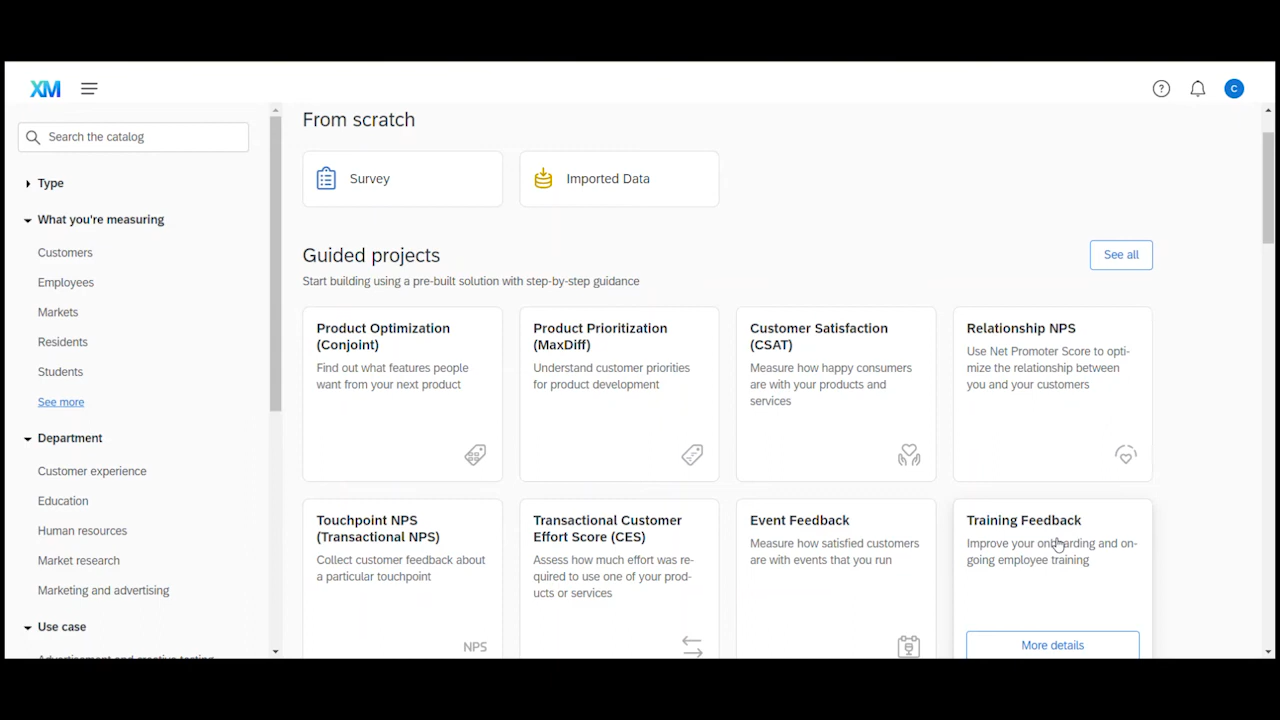 XM
C
Search the catalog
Type
What you're measuring
Customers
Employees
Markets
Residents
Students
See more
Department
Customer experience
Education
Human resources
Market research
Marketing and advertising
Use case
Advertisement and creative testing
From scratch
Survey
Imported Data
Guided projects
See all
Start building using a pre-built solution with step-by-step guidance
Product Optimization
(Conjoint)
Find out what features people
want from your next product
Product Prioritization
(MaxDiff)
Understand customer priorities
for product development
Customer Satisfaction
(CSAT)
Measure how happy consumers
are with your products and
services
Relationship NPS
Use Net Promoter Score to opti-
mize the relationship between
you and your customers
Touchpoint NPS
(Transactional NPS)
Collect customer feedback about
a particular touchpoint
NPS
Transactional Customer
Effort Score (CES)
Assess how much effort was re-
quired to use one of your prod-
ucts or services
Event Feedback
Measure how satisfied customers
are with events that you run
Training Feedback
Improve your onboarding and on-
going employee training
More details